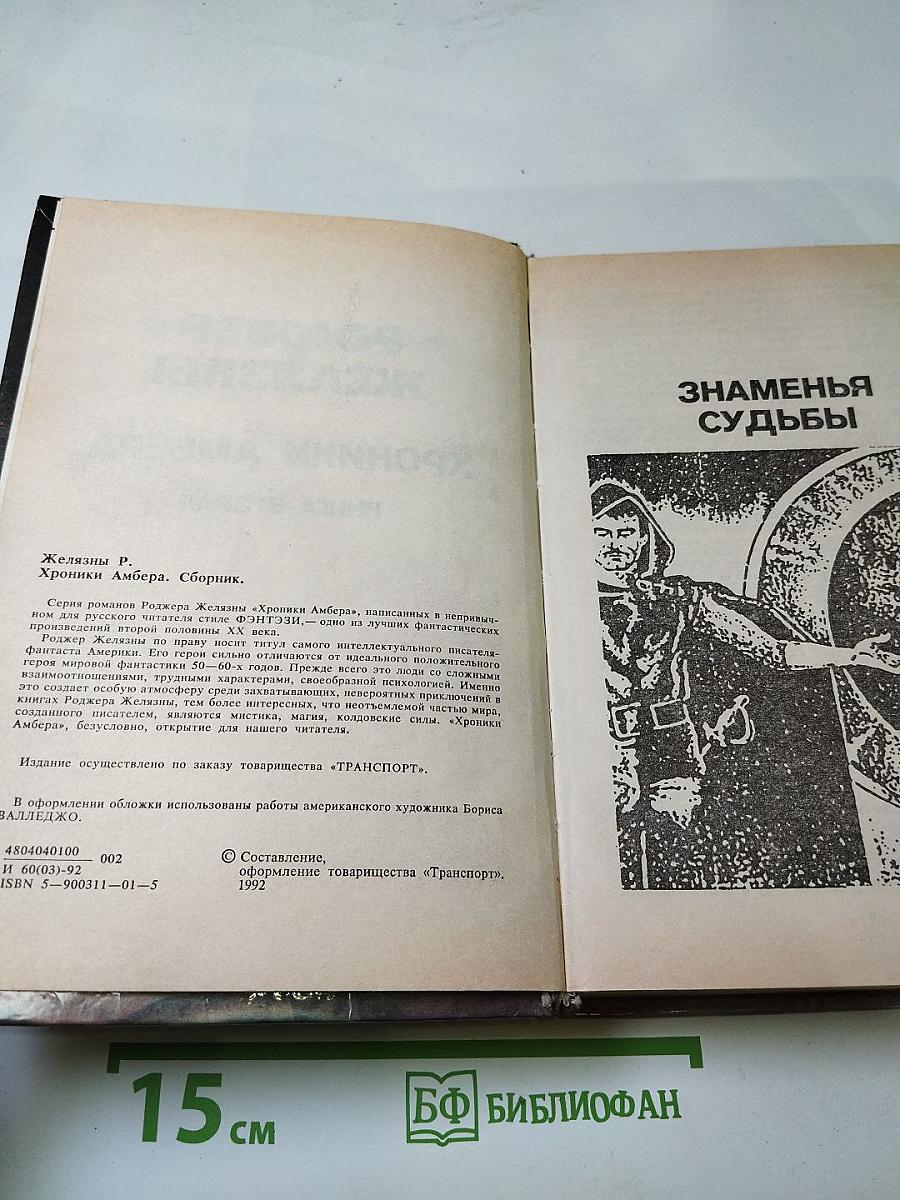 Желязны Р.
Хроники Амбера. Сборник.
Серия романов Роджера Желязны «Хроники Амбера», написанных в непривыч-
ном для русского читателя стиле ФЭНТЭЗИ,— одно из лучших фантастических
произведений второй половины XX века.
Роджер Желязны по праву носит титул самого интеллектуального писателя-
фантаста Америки. Его герои сильно отличаются от идеального положительного
героя мировой фантастики 50—60-х годов. Прежде всего это люди со сложными
взаимоотношениями, трудными характерами, своеобразной психологией. Именно
это создает особую атмосферу среди захватывающих, невероятных приключений в
книгах Роджера Желязны, тем более интересных, что неотъемлемой частью мира,
созданного писателем, являются мистика, магия, колдовские силы. «Хроники
Амбера», безусловно, открытие для нашего читателя.
Издание осуществлено по заказу товарищества «ТРАНСПОРТ».
В оформлении обложки использованы работы американского художника Бориса
ВАЛЛЕДЖО.
4804040100
002
И 60(03)-92
ISBN 5—900311—01—5
© Составление,
оформление товарищества «Транспорт».
1992
ЗНАМЕНЬЯ
СУДЬБЫ
15 см
БФ БИБЛИОФАН